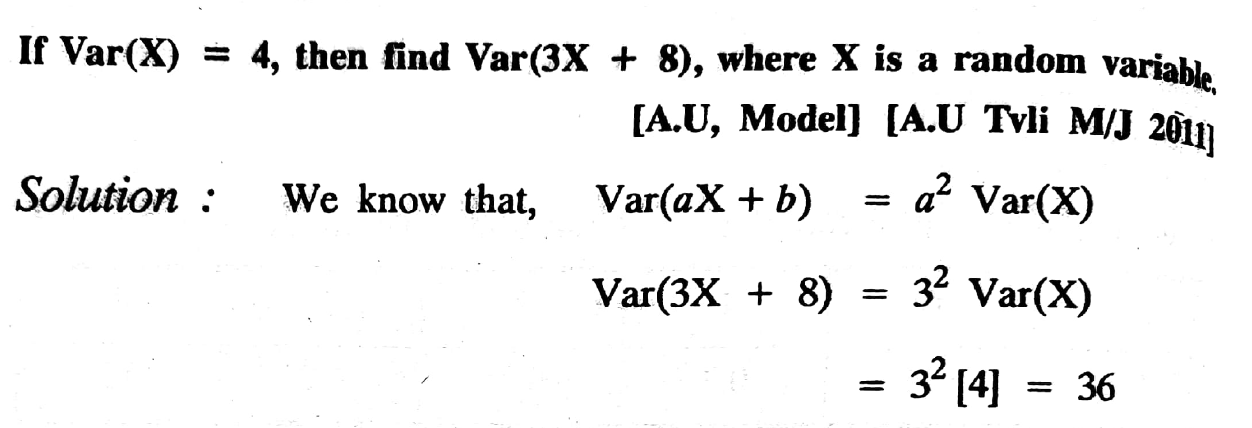 If Var(X) = 4, then find Var(3X + 8), where X is a random variable.
[A.U, Model] [A.U Tvli M/J 2011]
Solution : We know that, Var(aX + b) = a² Var(X)
Var(3X + 8) = 3² Var(X)
= 3² [4] = 36